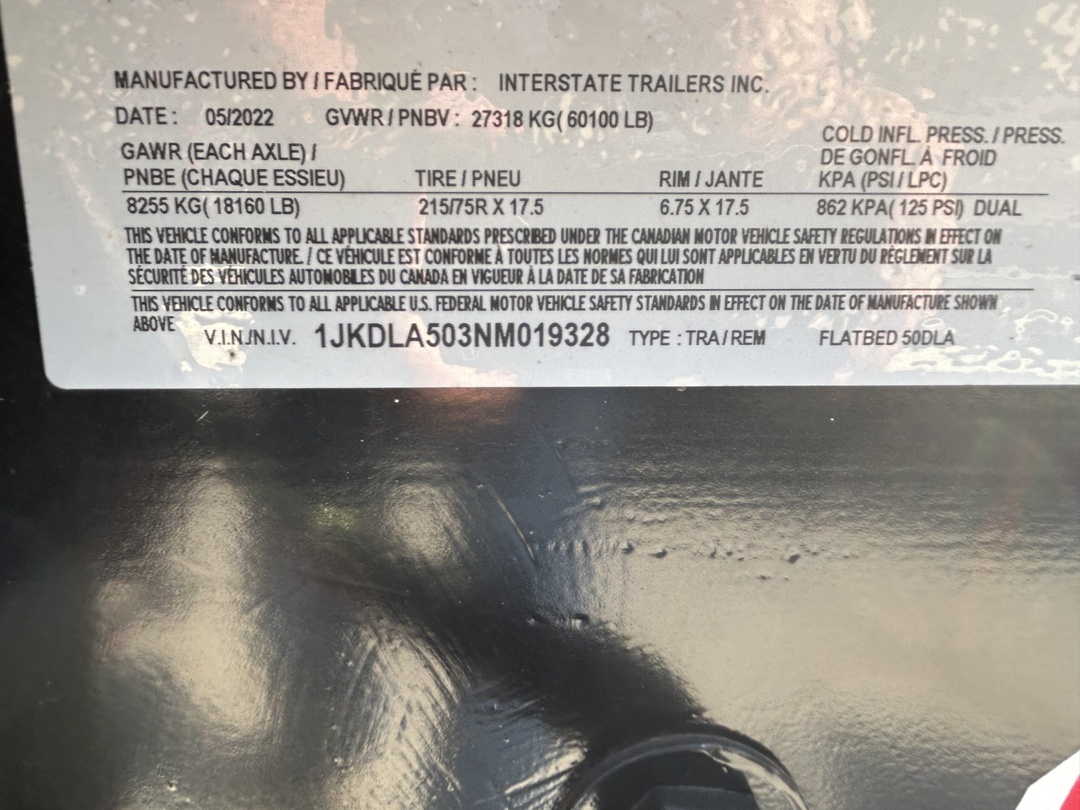 MANUFACTURED BY / FABRIQUÉ PAR : INTERSTATE TRAILERS INC.
DATE : 05/2022 GVWR / PNBV : 27318 KG( 60100 LB)
GAWR (EACH AXLE) /
PNBE (CHAQUE ESSIEU) TIRE / PNEU RIM / JANTE COLD INFL. PRESS. / PRESS.
DE GONFL. À FROID
KPA (PSI / LPC)
8255 KG( 18160 LB) 215/75R X 17.5 6.75 X 17.5 862 KPA( 125 PSI) DUAL
THIS VEHICLE CONFORMS TO ALL APPLICABLE STANDARDS PRESCRIBED UNDER THE CANADIAN MOTOR VEHICLE SAFETY REGULATIONS IN EFFECT ON
THE DATE OF MANUFACTURE. / CE VÉHICULE EST CONFORME À TOUTES LES NORMES QUI LUI SONT APPLICABLES EN VERTU DU RÈGLEMENT SUR LA
SÉCURITÉ DES VÉHICULES AUTOMOBILES DU CANADA EN VIGUEUR À LA DATE DE SA FABRICATION
THIS VEHICLE CONFORMS TO ALL APPLICABLE U.S. FEDERAL MOTOR VEHICLE SAFETY STANDARDS IN EFFECT ON THE DATE OF MANUFACTURE SHOWN
ABOVE
V.I.N./N.I.V. 1JKDLA503NM019328 TYPE : TRA / REM FLATBED 50DLA